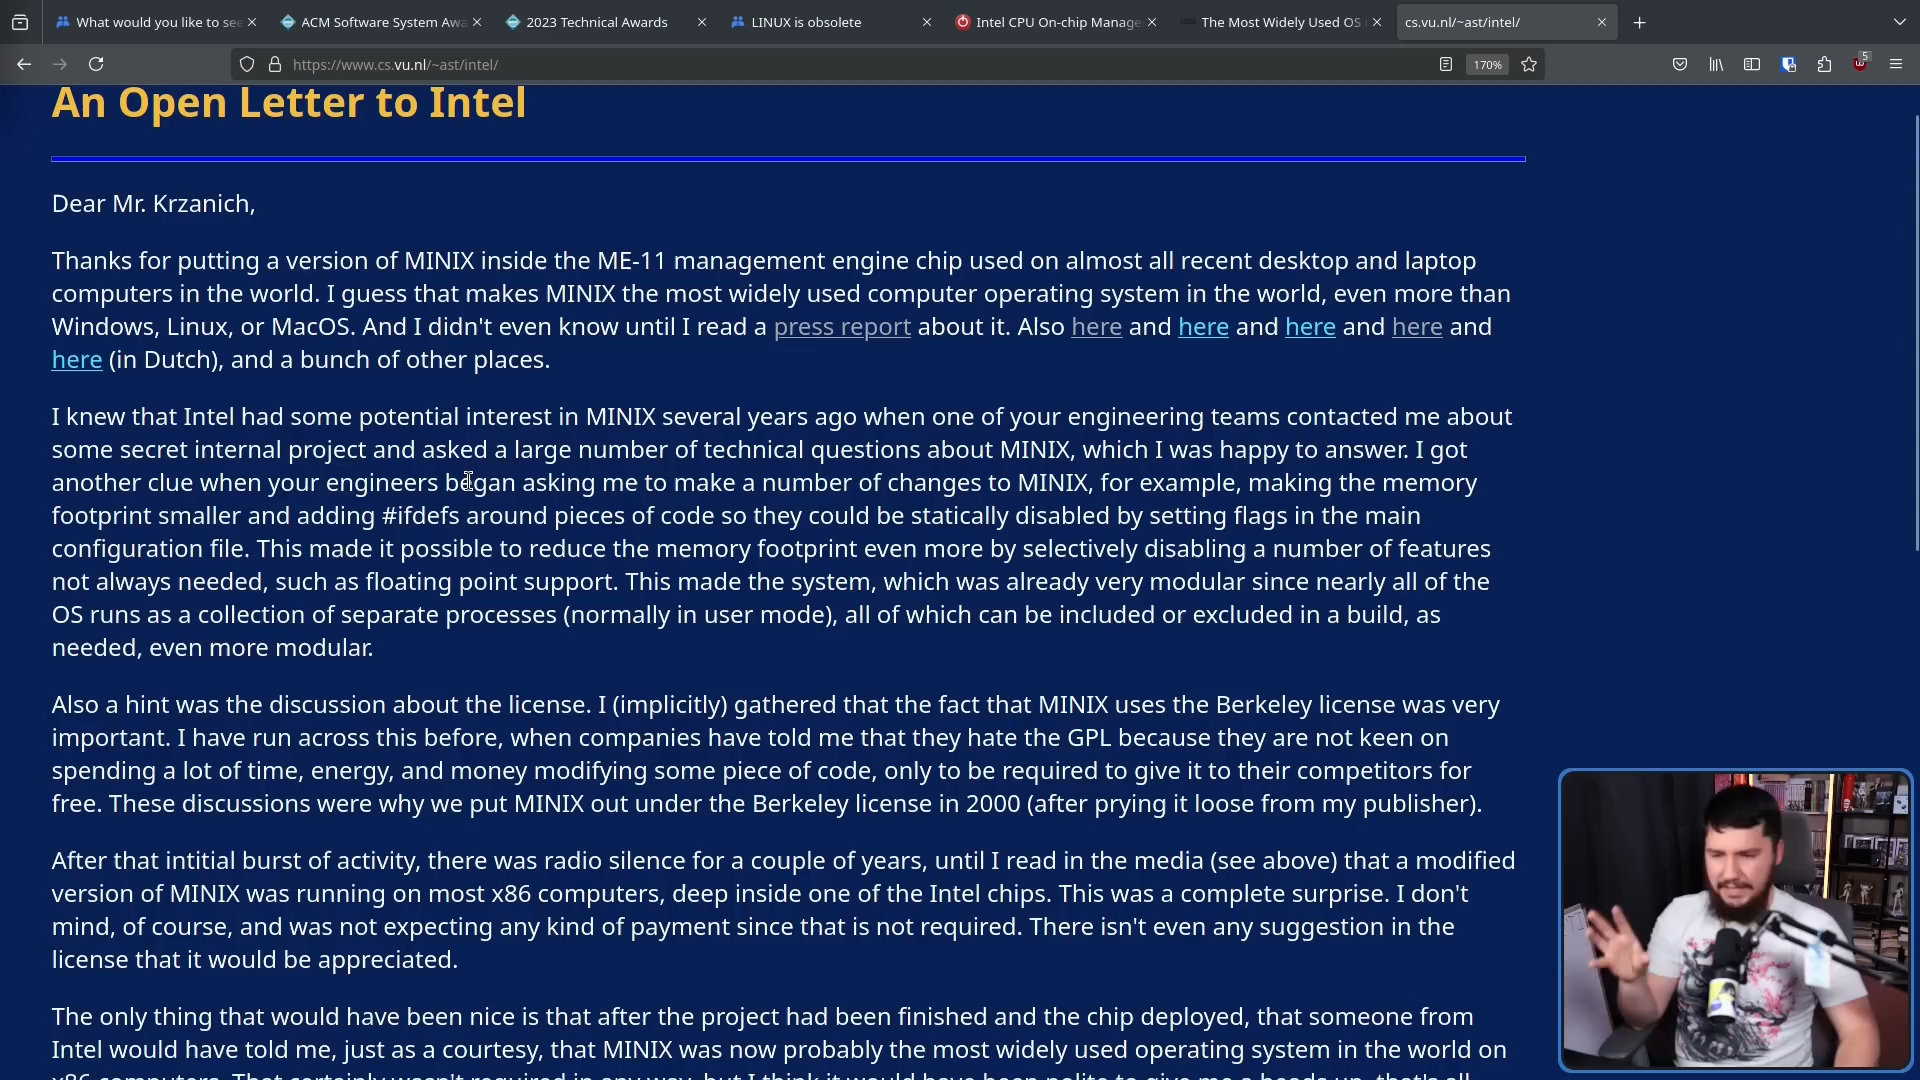 What would you like to see
ACM Software System Awa
2023 Technical Awards
LINUX is obsolete
Intel CPU On-chip Manage
The Most Widely Used OS
cs.vu.nl/~ast/intel/
https://www.cs.vu.nl/~ast/intel/
170%
5
An Open Letter to Intel
Dear Mr. Krzanich,
Thanks for putting a version of MINIX inside the ME-11 management engine chip used on almost all recent desktop and laptop
computers in the world. I guess that makes MINIX the most widely used computer operating system in the world, even more than
Windows, Linux, or MacOS. And I didn't even know until I read a press report about it. Also here and here and here and here and
here (in Dutch), and a bunch of other places.
I knew that Intel had some potential interest in MINIX several years ago when one of your engineering teams contacted me about
some secret internal project and asked a large number of technical questions about MINIX, which I was happy to answer. I got
another clue when your engineers began asking me to make a number of changes to MINIX, for example, making the memory
footprint smaller and adding #ifdefs around pieces of code so they could be statically disabled by setting flags in the main
configuration file. This made it possible to reduce the memory footprint even more by selectively disabling a number of features
not always needed, such as floating point support. This made the system, which was already very modular since nearly all of the
OS runs as a collection of separate processes (normally in user mode), all of which can be included or excluded in a build, as
needed, even more modular.
Also a hint was the discussion about the license. I (implicitly) gathered that the fact that MINIX uses the Berkeley license was very
important. I have run across this before, when companies have told me that they hate the GPL because they are not keen on
spending a lot of time, energy, and money modifying some piece of code, only to be required to give it to their competitors for
free. These discussions were why we put MINIX out under the Berkeley license in 2000 (after prying it loose from my publisher).
After that intitial burst of activity, there was radio silence for a couple of years, until I read in the media (see above) that a modified
version of MINIX was running on most x86 computers, deep inside one of the Intel chips. This was a complete surprise. I don't
mind, of course, and was not expecting any kind of payment since that is not required. There isn't even any suggestion in the
license that it would be appreciated.
The only thing that would have been nice is that after the project had been finished and the chip deployed, that someone from
Intel would have told me, just as a courtesy, that MINIX was now probably the most widely used operating system in the world on
x86 computers. That certainly wasn't required in any way, but I think it would have been polite to give me a heads up, that's all.